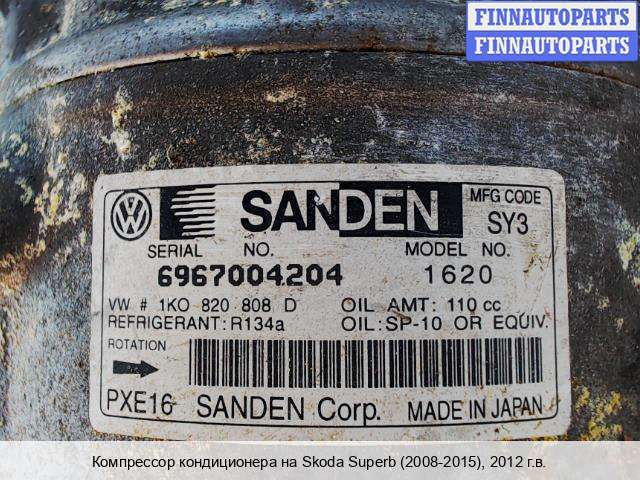 FINNAUTOPARTS
FINNAUTOPARTS
VW SANDEN MFG CODE
SY3
SERIAL NO. MODEL NO.
6967004204 1620
VW # 1KO 820 808 D OIL AMT: 110 cc
REFRIGERANT: R134a OIL: SP-10 OR EQUIV.
ROTATION
PXE16 SANDEN Corp. MADE IN JAPAN
Компрессор кондиционера на Skoda Superb (2008-2015), 2012 г.в.